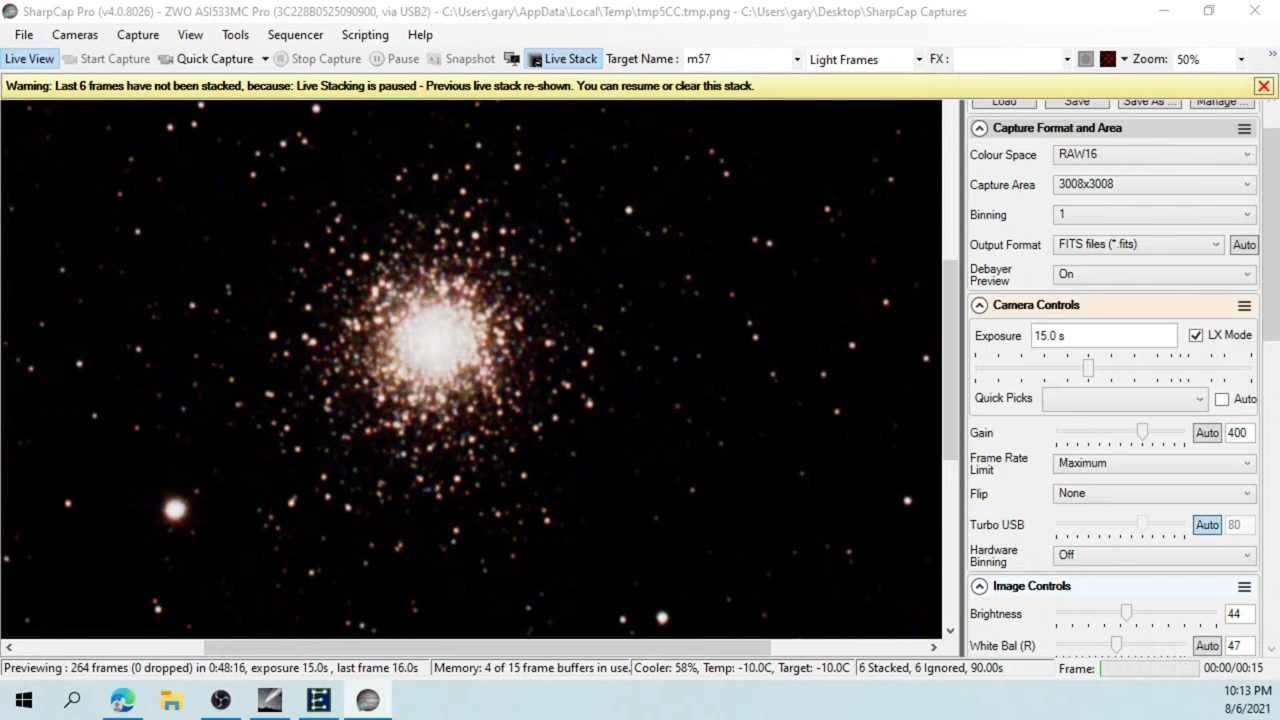 SharpCap Pro (v4.0.8026) - ZWO ASI533MC Pro (3C228B0525090900, via USB2) - C:\Users\gary\AppData\Local\Temp\tmp5CC.tmp.png - C:\Users\gary\Desktop\SharpCap Captures
File Cameras Capture View Tools Sequencer Scripting Help
Live View Start Capture Quick Capture Stop Capture Pause Snapshot Live Stack Target Name : m57 Light Frames FX : Zoom: 50%
Warning: Last 6 frames have not been stacked, because: Live Stacking is paused - Previous live stack re-shown. You can resume or clear this stack.
Load Save Save As ... Manage ...
Capture Format and Area
Colour Space RAW16
Capture Area 3008x3008
Binning 1
Output Format FITS files (*.fits) Auto
Debayer
Preview On
Camera Controls
Exposure 15.0 s LX Mode
Quick Picks Auto
Gain Auto 400
Frame Rate
Limit Maximum
Flip None
Turbo USB Auto 80
Hardware
Binning Off
Image Controls
Brightness 44
White Bal (R) Auto 47
Previewing : 264 frames (0 dropped) in 0:48:16, exposure 15.0s , last frame 16.0s Memory: 4 of 15 frame buffers in use. Cooler: 58%, Temp: -10.0C, Target: -10.0C 6 Stacked, 6 Ignored, 90.00s Frame: 00:00/00:15
10:13 PM
8/6/2021